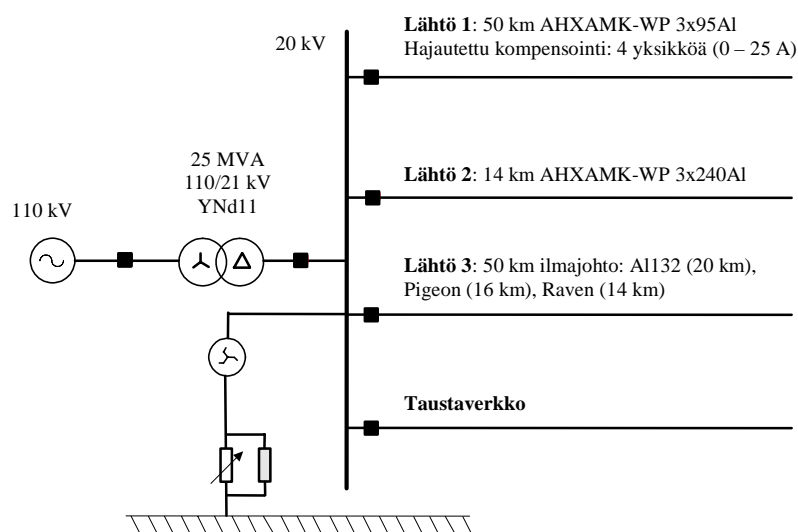 Lähtö 1: 50 km AHXAMK-WP 3x95Al
Hajautettu kompensointi: 4 yksikköä (0 – 25 A)
20 kV
25 MVA
110/21 kV
YNd11
Lähtö 2: 14 km AHXAMK-WP 3x240Al
110 kV
Lähtö 3: 50 km ilmajohto: Al132 (20 km),
Pigeon (16 km), Raven (14 km)
Taustaverkko